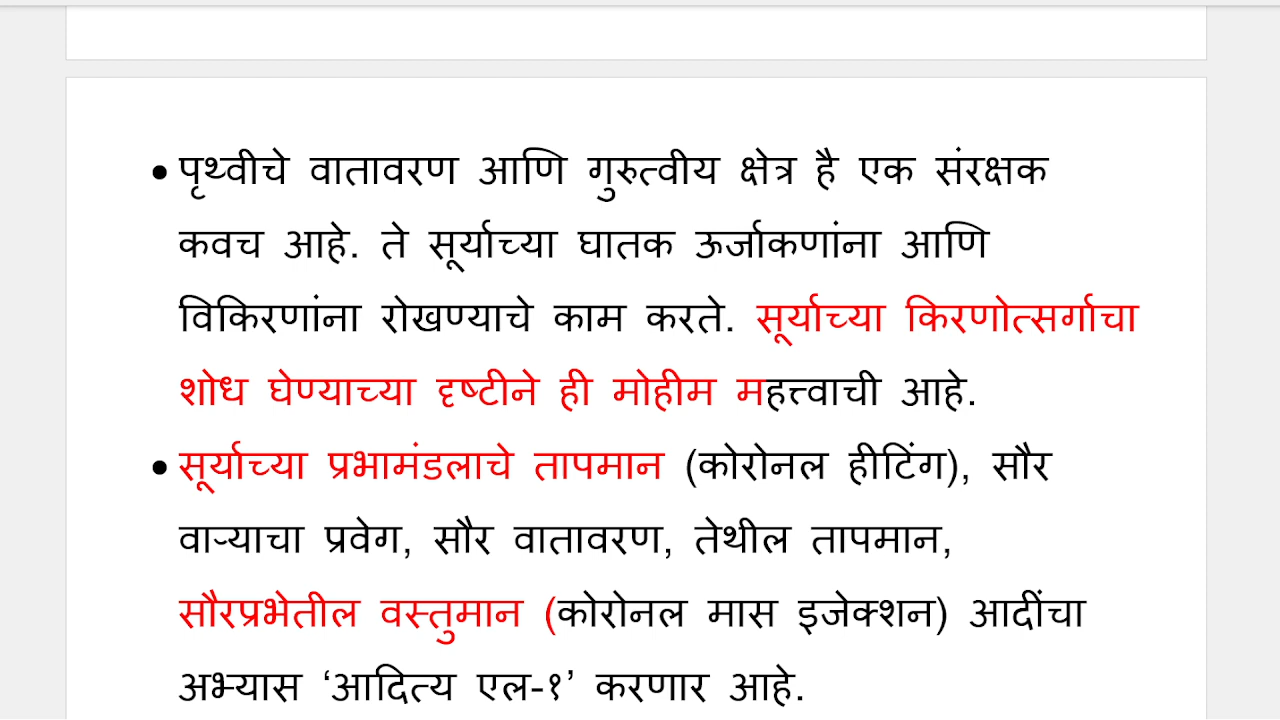 • पृथ्वीचे वातावरण आणि गुरुत्वीय क्षेत्र है एक संरक्षक
कवच आहे. ते सूर्याच्या घातक ऊर्जाकणांना आणि
विकिरणांना रोखण्याचे काम करते. सूर्याच्या किरणोत्सर्गाचा
शोध घेण्याच्या दृष्टीने ही मोहीम महत्त्वाची आहे.
• सूर्याच्या प्रभामंडलाचे तापमान (कोरोनल हीटिंग), सौर
वाऱ्याचा प्रवेग, सौर वातावरण, तेथील तापमान,
सौरप्रभेतील वस्तुमान (कोरोनल मास इजेक्शन) आदींचा
अभ्यास ‘आदित्य एल-१’ करणार आहे.